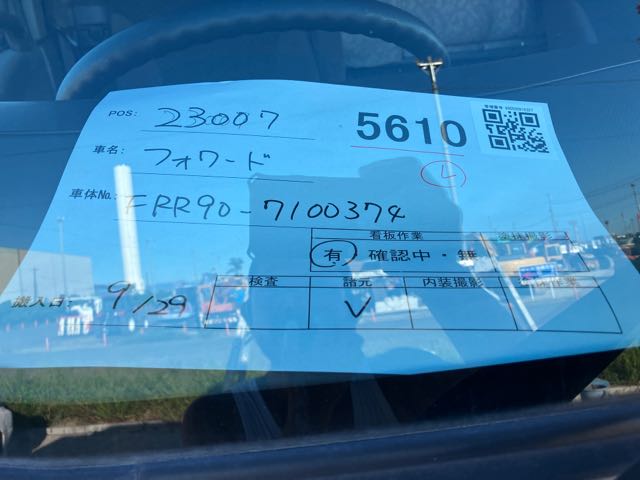 POS: 23007
5610
車名: フォワード
車体No: FRR90-7100374
看板作業
有・確認中・無
搬入日: 9/29
検査 諸元 内装撮影
V